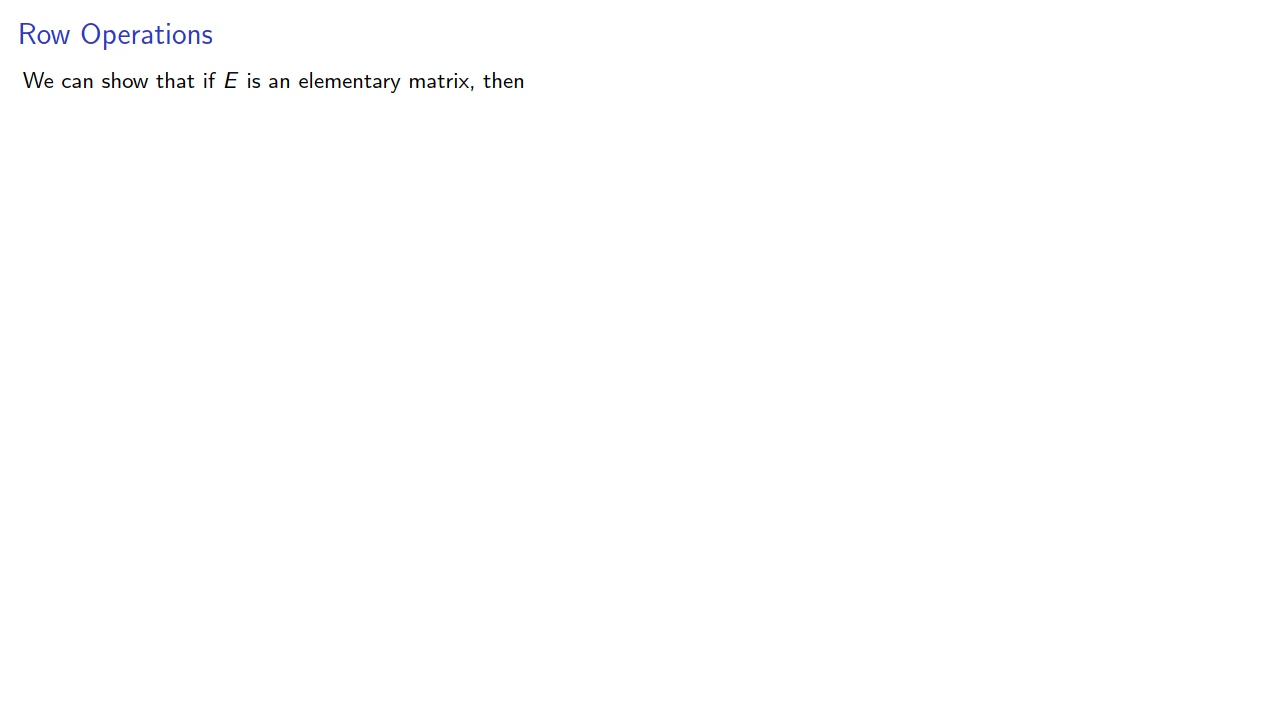 Row Operations
We can show that if E is an elementary matrix, then